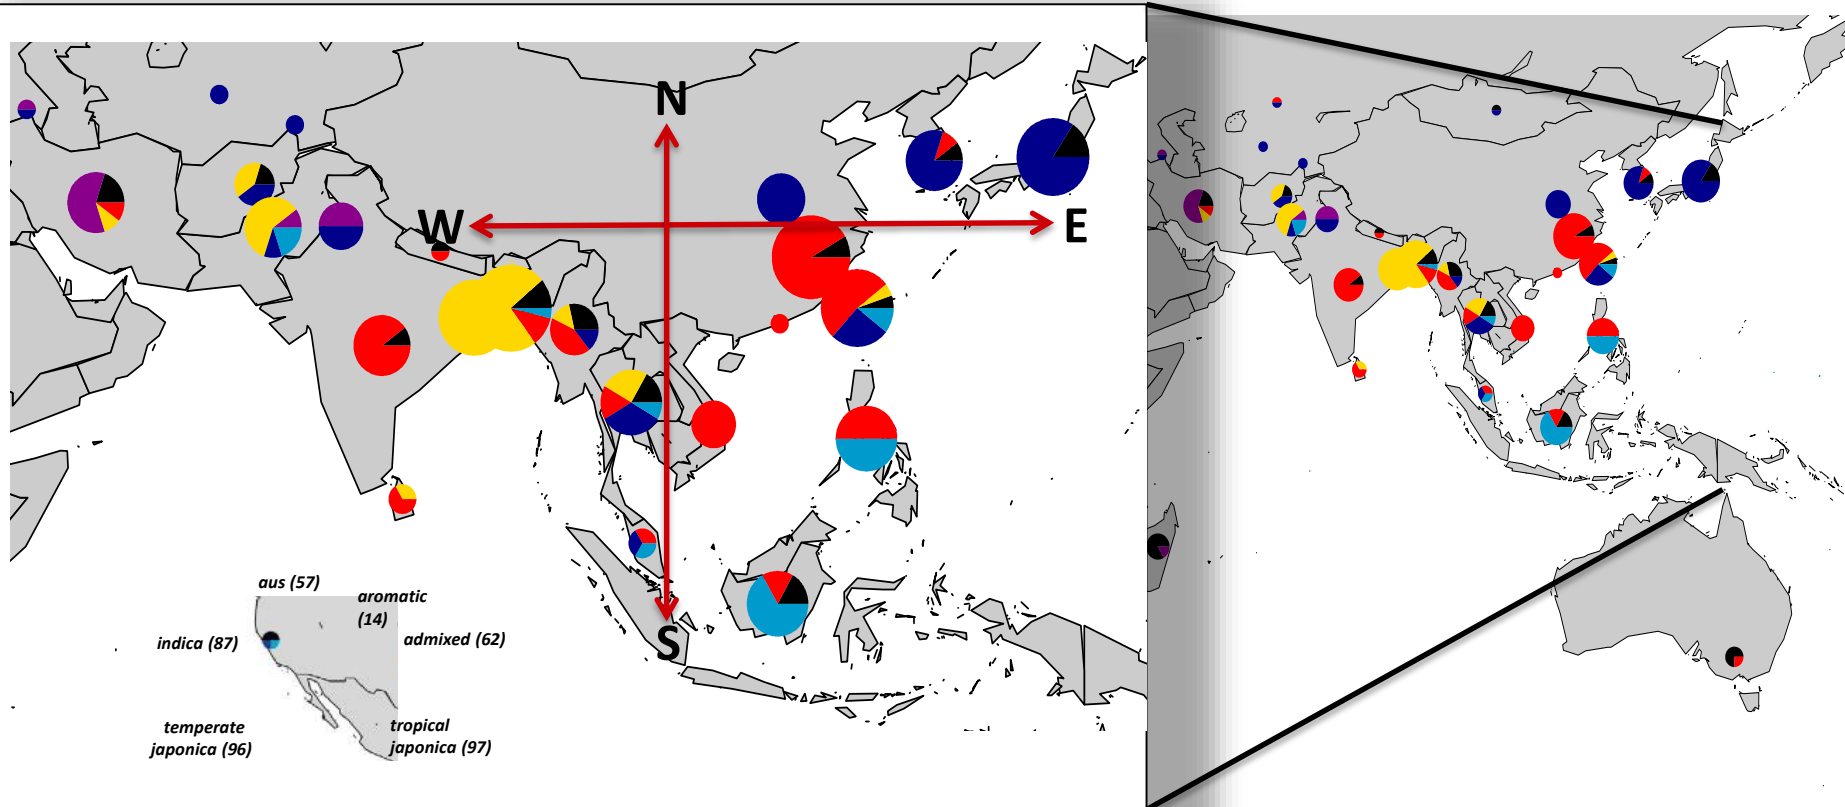 N
W
E
S
aus (57)
aromatic
(14)
indica (87)
admixed (62)
temperate
japonica (96)
tropical
japonica (97)